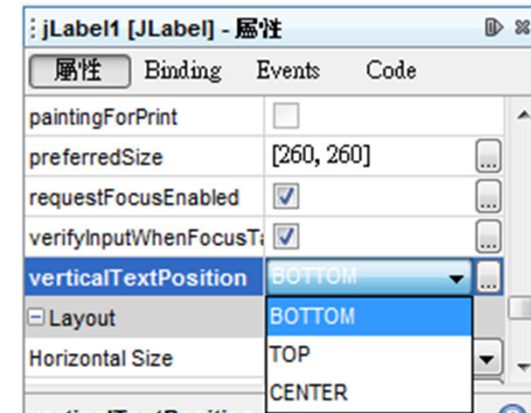 jLabel1 [JLabel] - 屬性
屬性 Binding Events Code
paintingForPrint
preferredSize [260, 260] ...
requestFocusEnabled ...
verifyInputWhenFocusTa ...
verticalTextPosition BOTTOM ...
Layout BOTTOM
Horizontal Size TOP
CENTER